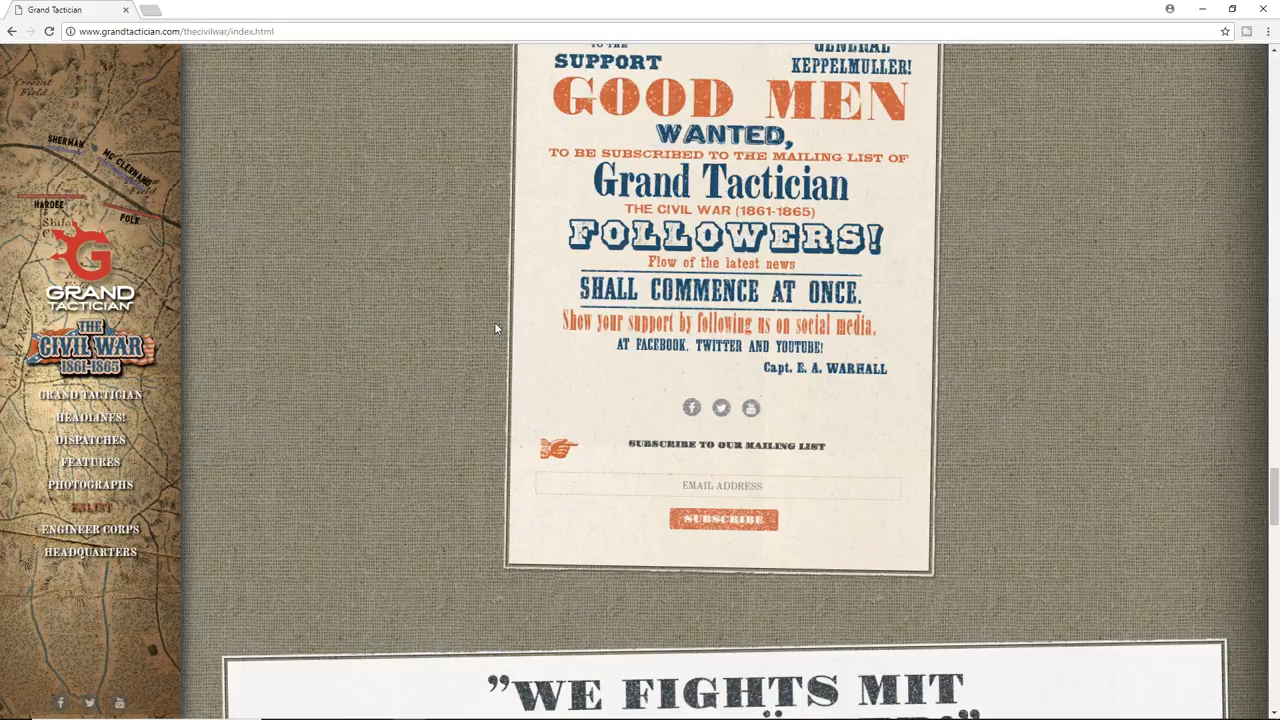 Grand Tactician
www.grandtactician.com/thecivilwar/index.html
SHERMAN
MC CLERNAND
HARDEE
POLK
GRAND
TACTICIAN
THE
CIVIL WAR
1861-1865
GRAND TACTICIAN
HEADLINES!
DISPATCHES
FEATURES
PHOTOGRAPHS
ENLIST
ENGINEER CORPS
HEADQUARTERS
TO THE
SUPPORT
GENERAL
KEPPELMULLER!
GOOD MEN
WANTED,
TO BE SUBSCRIBED TO THE MAILING LIST OF
Grand Tactician
THE CIVIL WAR (1861-1865)
FOLLOWERS!
Flow of the latest news
SHALL COMMENCE AT ONCE.
Show your support by following us on social media.
AT FACEBOOK, TWITTER AND YOUTUBE!
Capt. E. A. WARHALL
SUBSCRIBE TO OUR MAILING LIST
EMAIL ADDRESS
SUBSCRIBE
”WE FIGHTS MIT